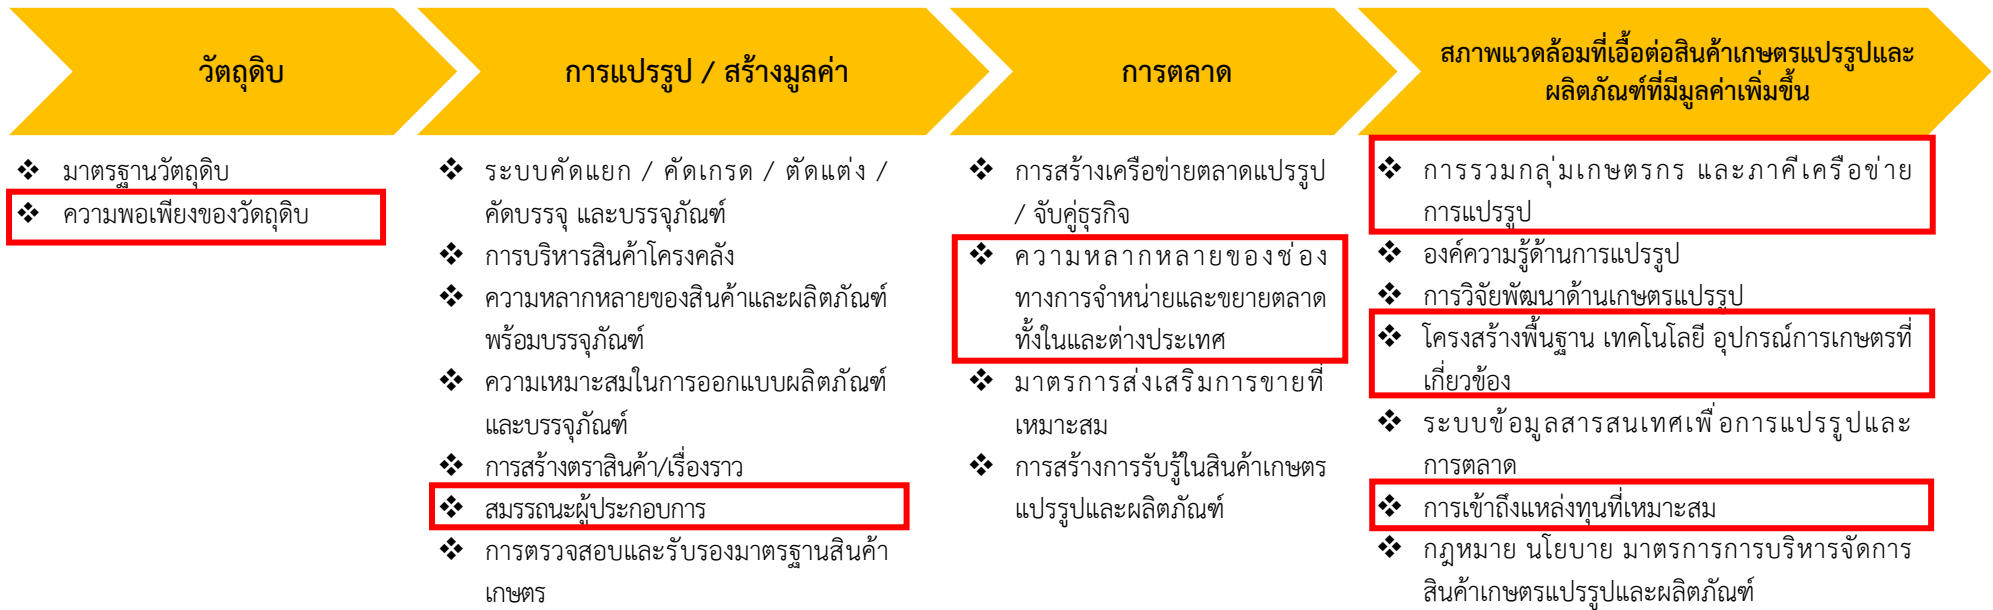 วัตถุดิบ
มาตรฐานวัตถุดิบ
ความพอเพียงของวัดถุดิบ
การแปรรูป / สร้างมูลค่า
ระบบคัดแยก / คัดเกรด / ตัดแต่ง /
คัดบรรจุ และบรรจุภัณฑ์
การบริหารสินค้าโครงคลัง
ความหลากหลายของสินค้าและผลิตภัณฑ์
พร้อมบรรจุภัณฑ์
ความเหมาะสมในการออกแบบผลิตภัณฑ์
และบรรจุภัณฑ์
การสร้างตราสินค้า/เรื่องราว
สมรรถนะผู้ประกอบการ
การตรวจสอบและรับรองมาตรฐานสินค้า
เกษตร
การตลาด
การสร้างเครือข่ายตลาดแปรรูป
/ จับคู่ธุรกิจ
ความหลากหลายของช่อง
ทางการจำหน่ายและขยายตลาด
ทั้งในและต่างประเทศ
มาตรการส่งเสริมการขายที่
เหมาะสม
การสร้างการรับรู้ในสินค้าเกษตร
แปรรูปและผลิตภัณฑ์
สภาพแวดล้อมที่เอื้อต่อสินค้าเกษตรแปรรูปและ
ผลิตภัณฑ์ที่มีมูลค่าเพิ่มขึ้น
การรวมกลุ่มเกษตรกร และภาคีเครือข่าย
การแปรรูป
องค์ความรู้ด้านการแปรรูป
การวิจัยพัฒนาด้านเกษตรแปรรูป
โครงสร้างพื้นฐาน เทคโนโลยี อุปกรณ์การเกษตรที่
เกี่ยวข้อง
ระบบข้อมูลสารสนเทศเพื่อการแปรรูปและ
การตลาด
การเข้าถึงแหล่งทุนที่เหมาะสม
กฎหมาย นโยบาย มาตรการการบริหารจัดการ
สินค้าเกษตรแปรรูปและผลิตภัณฑ์